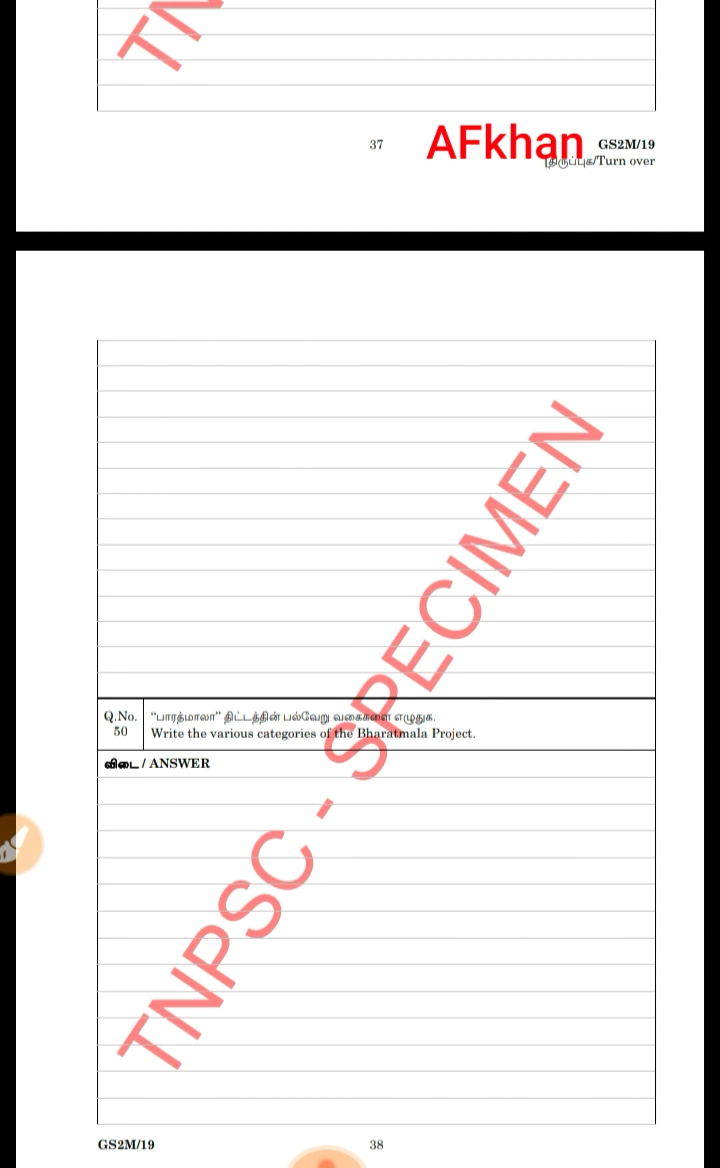 TN
37
AFkhan
GS2M/19
[திருப்புக/Turn over
Q.No.
50
“பாரத்மாலா” திட்டத்தின் பல்வேறு வகைகளை எழுதுக.
Write the various categories of the Bharatmala Project.
விடை / ANSWER
TNPSC - SPECIMEN
GS2M/19
38